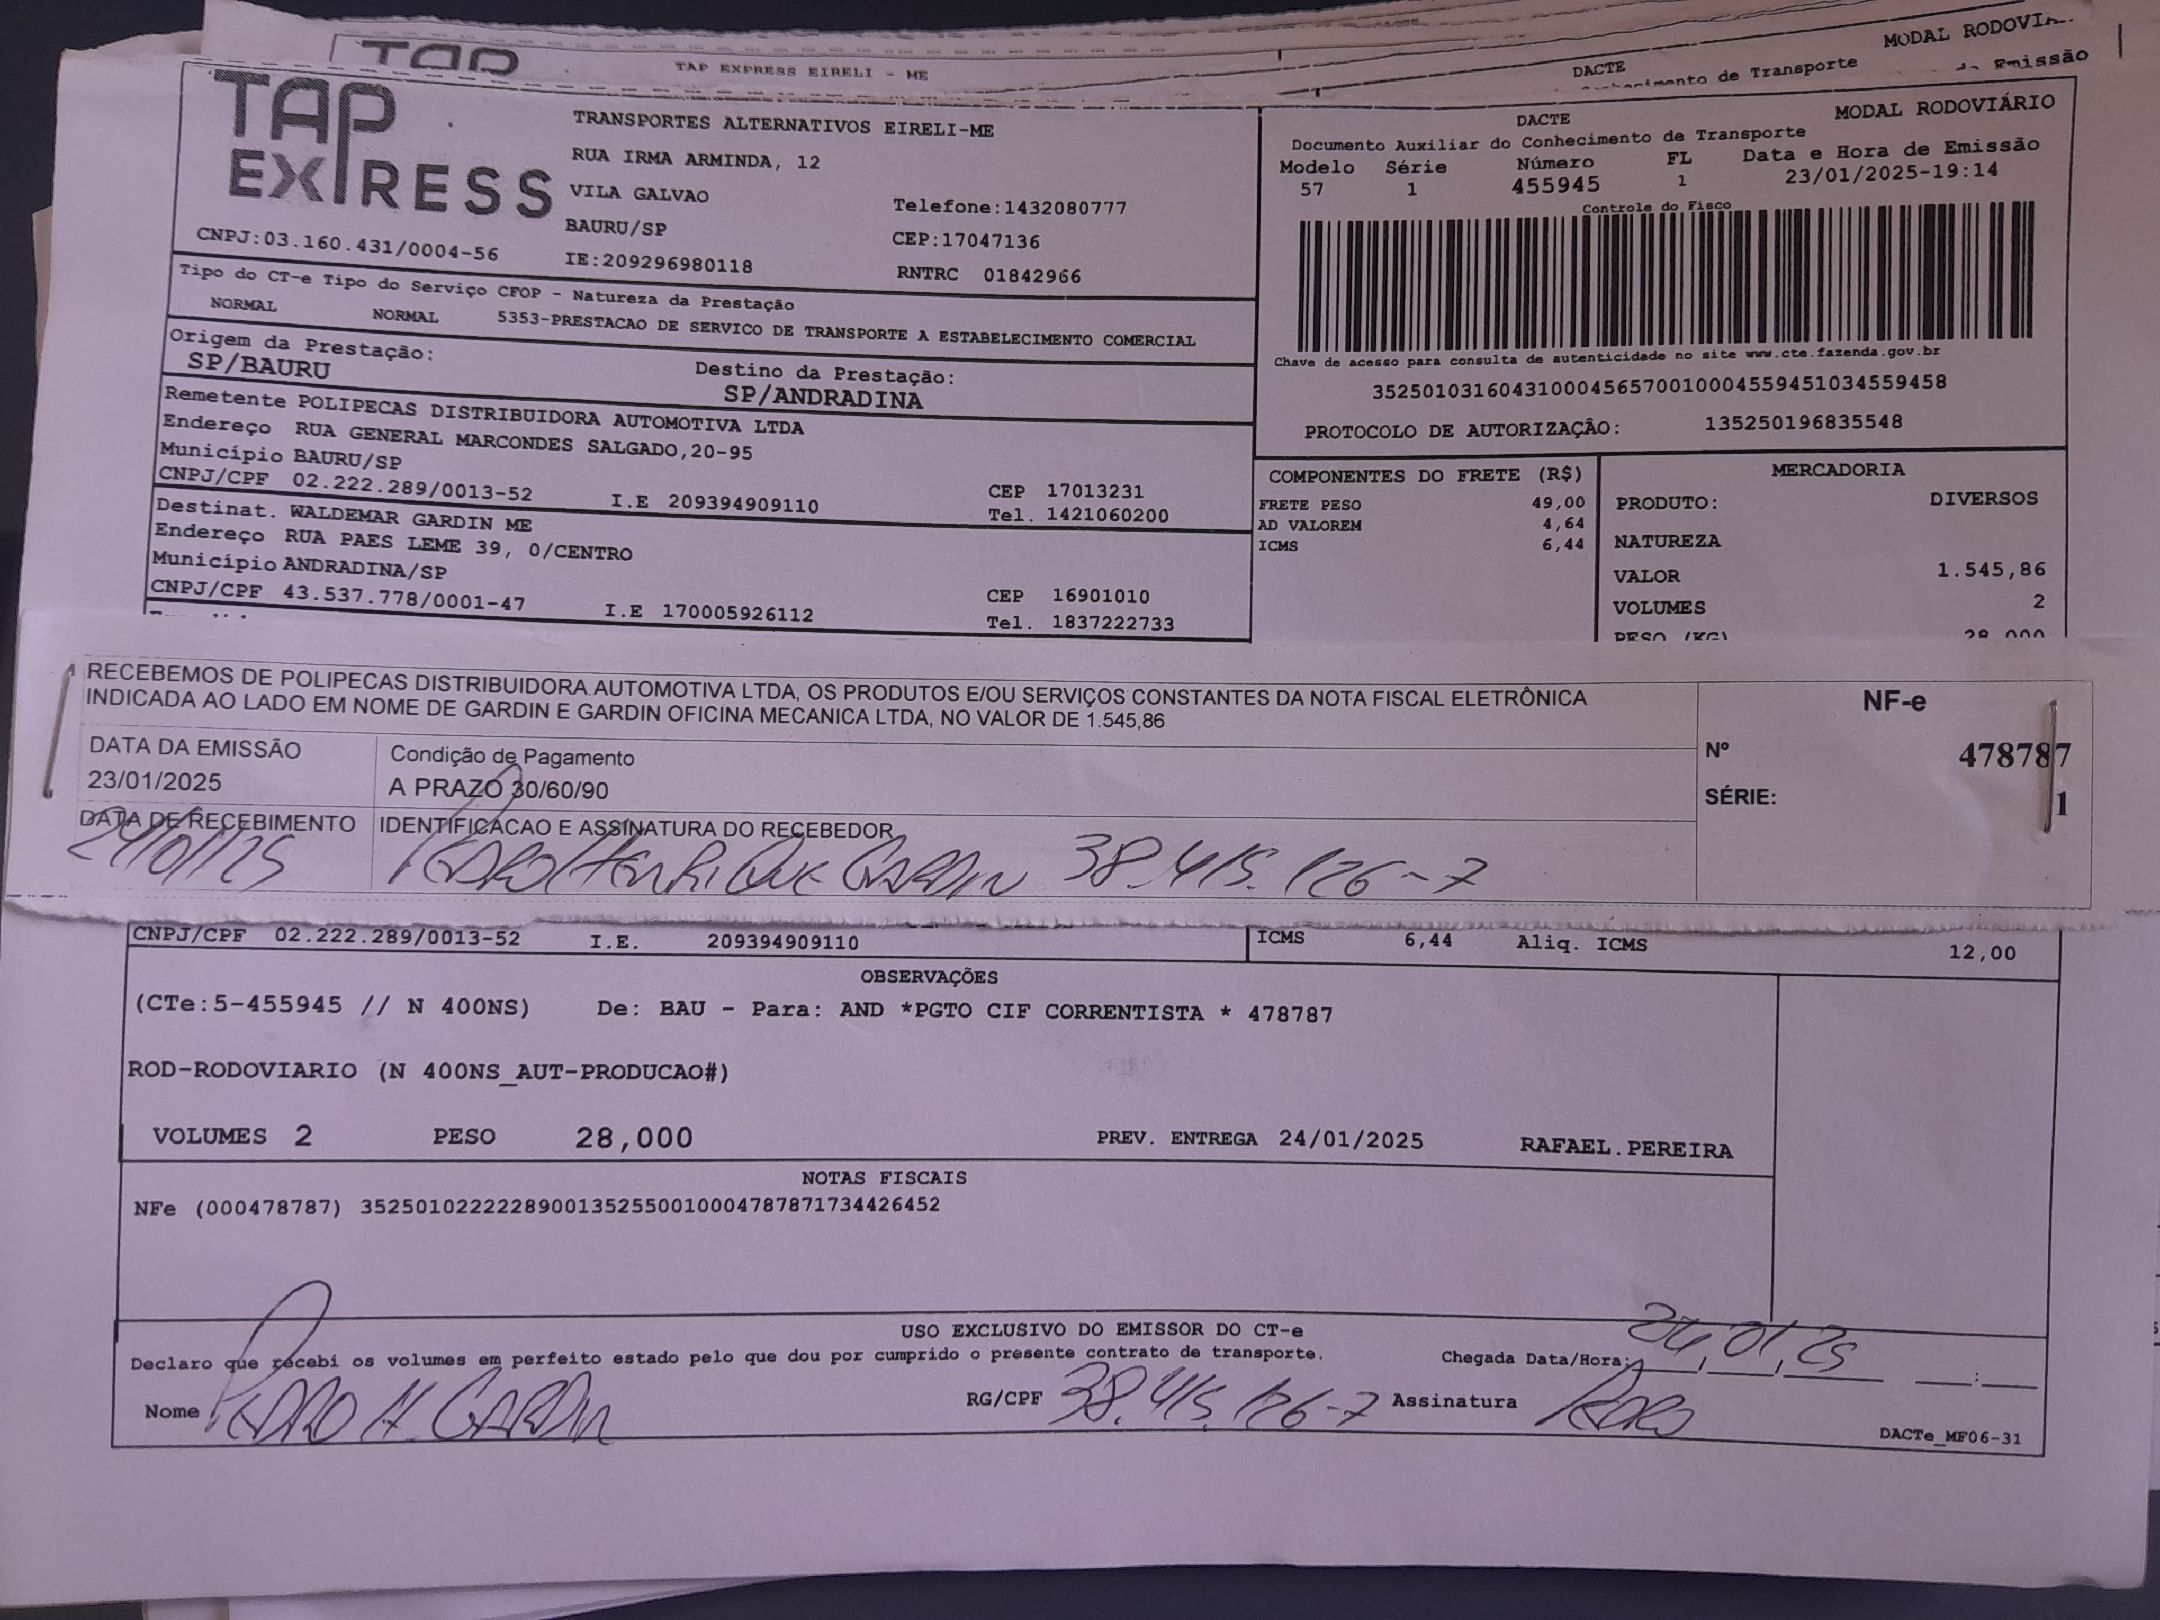 TAP
TAP EXPRESS EIRELI - ME
DACTE
MODAL RODOVIÁ
de Transporte
Emissão
TAP
EXPRESS
CNPJ:03.160.431/0004-56
TRANSPORTES ALTERNATIVOS EIRELI-ME
RUA IRMA ARMINDA, 12
VILA GALVAO
Telefone:1432080777
BAURU/SP
CEP:17047136
IE:209296980118
RNTRC 01842966
DACTE
MODAL RODOVIÁRIO
Documento Auxiliar do Conhecimento de Transporte
Modelo Série Número FL Data e Hora de Emissão
57 1 455945 1 23/01/2025-19:14
Controle do Fisco
Chave de acesso para consulta de autenticidade no site www.cte.fazenda.gov.br
35250103160431000456570010004559451034559458
PROTOCOLO DE AUTORIZAÇÃO: 135250196835548
Tipo do CT-e Tipo do Serviço CFOP - Natureza da Prestação
NORMAL NORMAL 5353-PRESTACAO DE SERVICO DE TRANSPORTE A ESTABELECIMENTO COMERCIAL
Origem da Prestação: Destino da Prestação:
SP/BAURU SP/ANDRADINA
Remetente POLIPECAS DISTRIBUIDORA AUTOMOTIVA LTDA
Endereço RUA GENERAL MARCONDES SALGADO,20-95
Município BAURU/SP CEP 17013231
CNPJ/CPF 02.222.289/0013-52 I.E 209394909110 Tel. 1421060200
Destinat. WALDEMAR GARDIN ME
Endereço RUA PAES LEME 39, 0/CENTRO
Município ANDRADINA/SP CEP 16901010
CNPJ/CPF 43.537.778/0001-47 I.E 170005926112 Tel. 1837222733
COMPONENTES DO FRETE (R$)
FRETE PESO 49,00
AD VALOREM 4,64
ICMS 6,44
MERCADORIA
PRODUTO: DIVERSOS
NATUREZA
VALOR 1.545,86
VOLUMES 2
PESO (KG) 28,000
RECEBEMOS DE POLIPECAS DISTRIBUIDORA AUTOMOTIVA LTDA, OS PRODUTOS E/OU SERVIÇOS CONSTANTES DA NOTA FISCAL ELETRÔNICA
INDICADA AO LADO EM NOME DE GARDIN E GARDIN OFICINA MECANICA LTDA, NO VALOR DE 1.545,86
DATA DA EMISSÃO Condição de Pagamento
23/01/2025 A PRAZO 30/60/90
DATA DE RECEBIMENTO IDENTIFICACAO E ASSINATURA DO RECEBEDOR
24/01/25 PEDRO HENRIQUE GARDIN 38.415.126-7
NF-e
Nº 478787
SÉRIE: 1
CNPJ/CPF 02.222.289/0013-52 I.E. 209394909110
ICMS 6,44 Aliq. ICMS 12,00
OBSERVAÇÕES
(CTe:5-455945 // N 400NS) De: BAU - Para: AND *PGTO CIF CORRENTISTA * 478787
ROD-RODOVIARIO (N 400NS_AUT-PRODUCAO#)
VOLUMES 2 PESO 28,000 PREV. ENTREGA 24/01/2025 RAFAEL.PEREIRA
NOTAS FISCAIS
NFe (000478787) 35250102222289001352550010004787871734426452
USO EXCLUSIVO DO EMISSOR DO CT-e
Declaro que recebi os volumes em perfeito estado pelo que dou por cumprido o presente contrato de transporte. Chegada Data/Hora: 24/01/25
Nome PEDRO H. GARDIN RG/CPF 38.415.126-7 Assinatura Pedro
DACTe_MF06-31